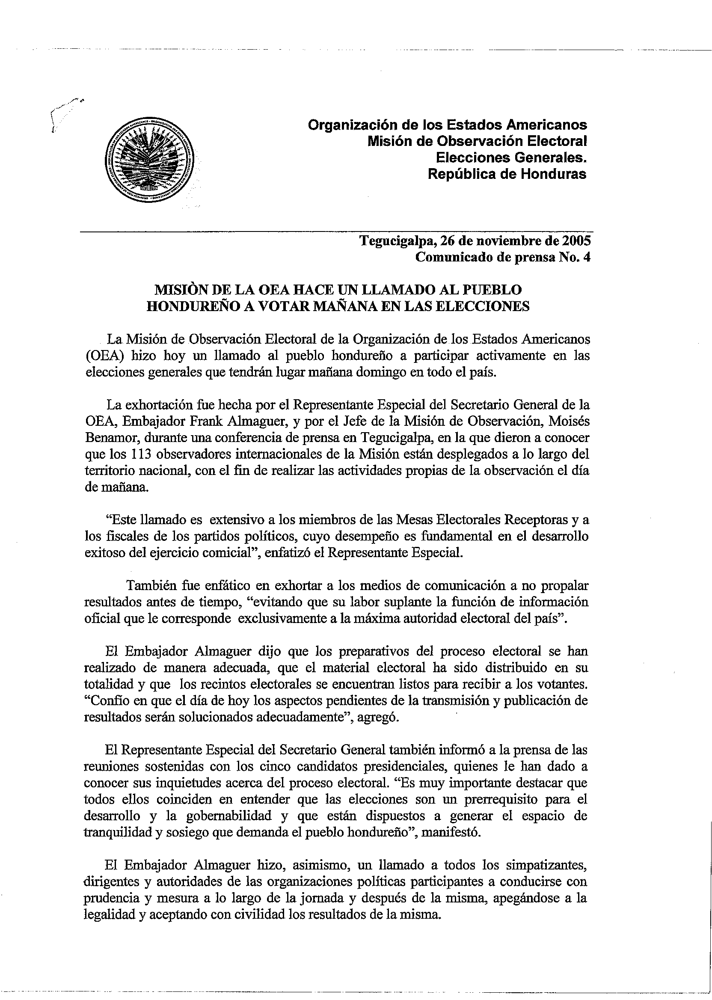 Organización de los Estados Americanos
Misión de Observación Electoral
Elecciones Generales.
República de Honduras
Tegucigalpa, 26 de noviembre de 2005
Comunicado de prensa No. 4
MISIÒN DE LA OEA HACE UN LLAMADO AL PUEBLO
HONDUREÑO A VOTAR MAÑANA EN LAS ELECCIONES
La Misión de Observación Electoral de la Organización de los Estados Americanos
(OEA) hizo hoy un llamado al pueblo hondureño a participar activamente en las
elecciones generales que tendrán lugar mañana domingo en todo el país.
La exhortación fue hecha por el Representante Especial del Secretario General de la
OEA, Embajador Frank Almaguer, y por el Jefe de la Misión de Observación, Moisés
Benamor, durante una conferencia de prensa en Tegucigalpa, en la que dieron a conocer
que los 113 observadores internacionales de la Misión están desplegados a lo largo del
territorio nacional, con el fin de realizar las actividades propias de la observación el día
de mañana.
“Este llamado es extensivo a los miembros de las Mesas Electorales Receptoras y a
los fiscales de los partidos políticos, cuyo desempeño es fundamental en el desarrollo
exitoso del ejercicio comicial”, enfatizó el Representante Especial.
También fue enfático en exhortar a los medios de comunicación a no propalar
resultados antes de tiempo, “evitando que su labor suplante la función de información
oficial que le corresponde exclusivamente a la máxima autoridad electoral del país”.
El Embajador Almaguer dijo que los preparativos del proceso electoral se han
realizado de manera adecuada, que el material electoral ha sido distribuido en su
totalidad y que los recintos electorales se encuentran listos para recibir a los votantes.
“Confío en que el día de hoy los aspectos pendientes de la transmisión y publicación de
resultados serán solucionados adecuadamente”, agregó.
El Representante Especial del Secretario General también informó a la prensa de las
reuniones sostenidas con los cinco candidatos presidenciales, quienes le han dado a
conocer sus inquietudes acerca del proceso electoral. “Es muy importante destacar que
todos ellos coinciden en entender que las elecciones son un prerrequisito para el
desarrollo y la gobernabilidad y que están dispuestos a generar el espacio de
tranquilidad y sosiego que demanda el pueblo hondureño”, manifestó.
El Embajador Almaguer hizo, asimismo, un llamado a todos los simpatizantes,
dirigentes y autoridades de las organizaciones políticas participantes a conducirse con
prudencia y mesura a lo largo de la jornada y después de la misma, apegándose a la
legalidad y aceptando con civilidad los resultados de la misma.